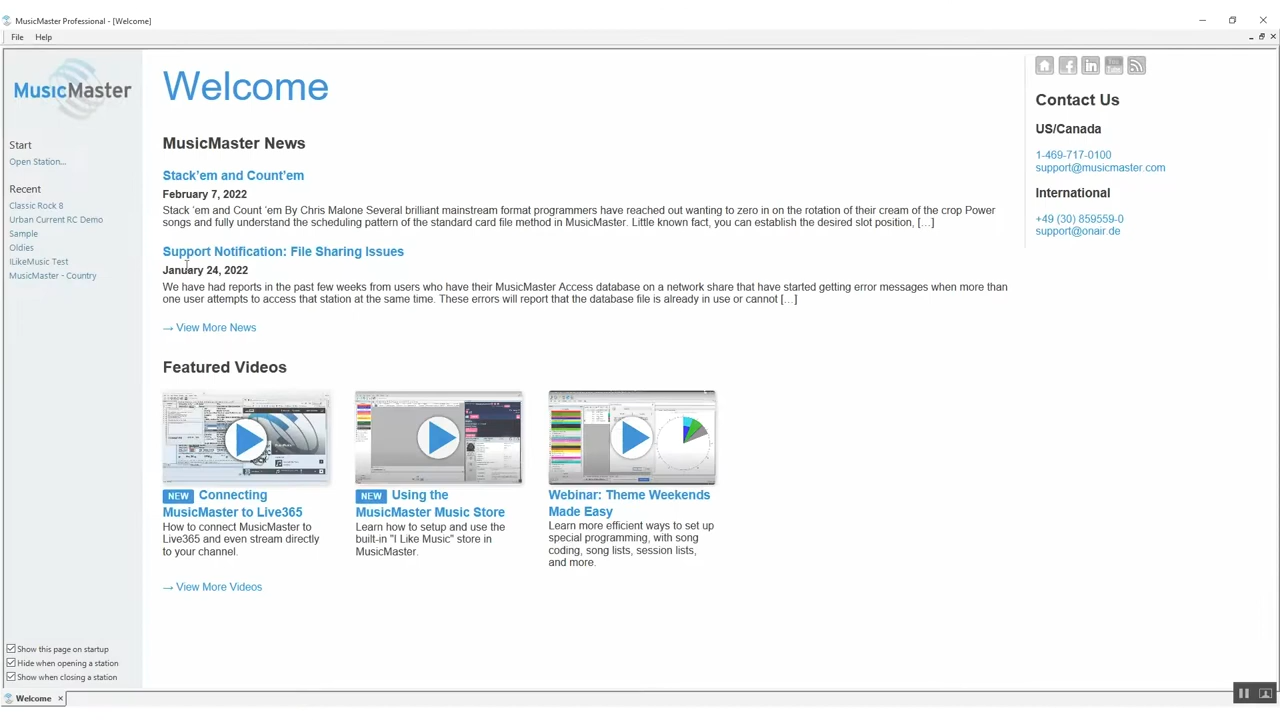 MusicMaster Professional - [Welcome]
File Help
MusicMaster
Start
Open Station...
Recent
Classic Rock 8
Urban Current RC Demo
Sample
Oldies
ILikeMusic Test
MusicMaster - Country
Show this page on startup
Hide when opening a station
Show when closing a station
Welcome
MusicMaster News
Stack’em and Count’em
February 7, 2022
Stack ’em and Count ’em By Chris Malone Several brilliant mainstream format programmers have reached out wanting to zero in on the rotation of their cream of the crop Power
songs and fully understand the scheduling pattern of the standard card file method in MusicMaster. Little known fact, you can establish the desired slot position, [...]
Support Notification: File Sharing Issues
January 24, 2022
We have had reports in the past few weeks from users who have their MusicMaster Access database on a network share that have started getting error messages when more than
one user attempts to access that station at the same time. These errors will report that the database file is already in use or cannot [...]
→ View More News
Featured Videos
NEW Connecting
MusicMaster to Live365
How to connect MusicMaster to
Live365 and even stream directly
to your channel.
NEW Using the
MusicMaster Music Store
Learn how to setup and use the
built-in "I Like Music" store in
MusicMaster.
Webinar: Theme Weekends
Made Easy
Learn more efficient ways to set up
special programming, with song
coding, song lists, session lists,
and more.
→ View More Videos
You
Tube
Contact Us
US/Canada
1-469-717-0100
support@musicmaster.com
International
+49 (30) 859559-0
support@onair.de
Welcome